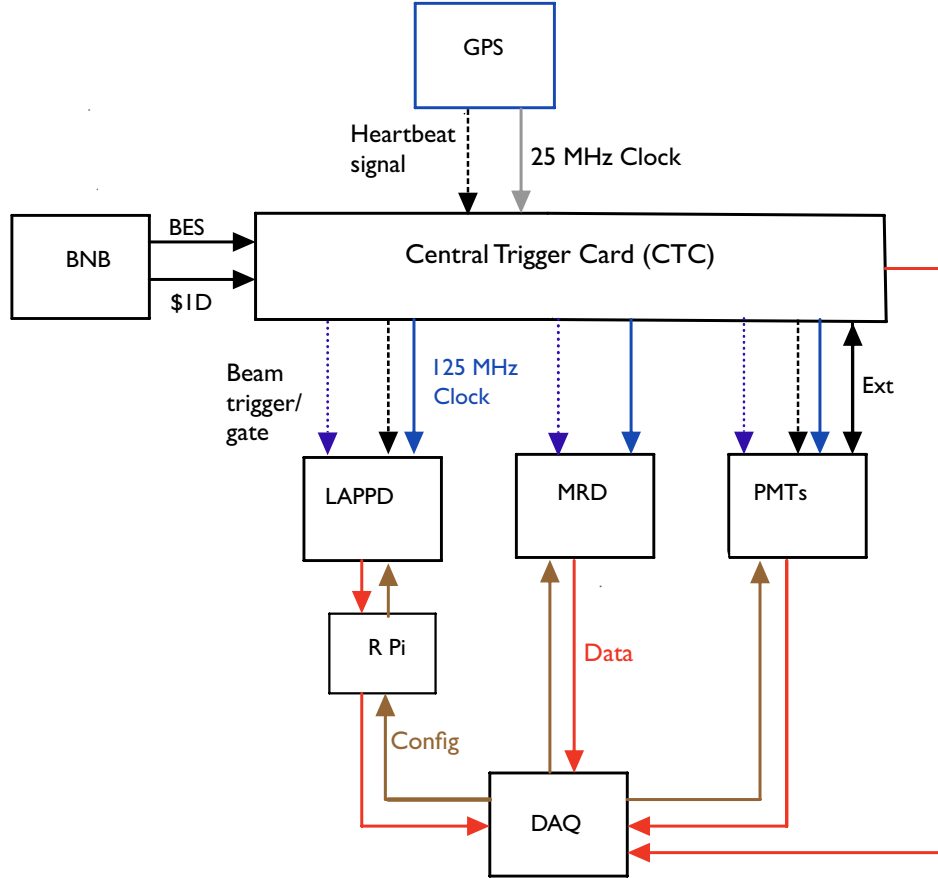 GPS
Heartbeat
signal
25 MHz Clock
BES
BNB
Central Trigger Card (CTC)
$1D
Beam
trigger/
gate
125 MHz
Clock
Ext
LAPPD
MRD
PMTs
R Pi
Data
Config
DAQ